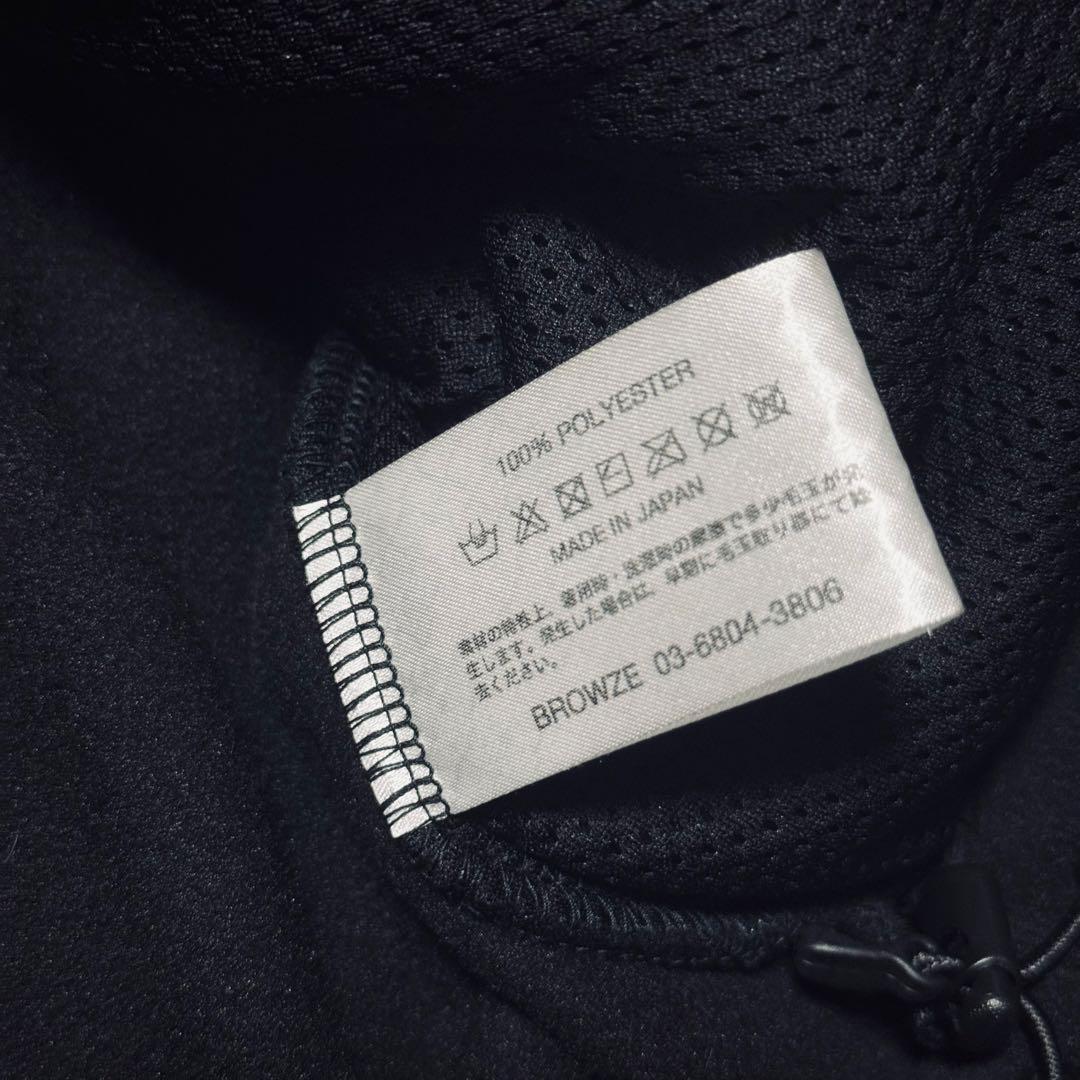 100% POLYESTER
MADE IN JAPAN
素材の特性上、着用時・洗濯時の摩擦で多少毛玉が発
生します。発生した場合に、早期に毛玉取り器にて除
去ください。
BROWZE 03-6804-3806